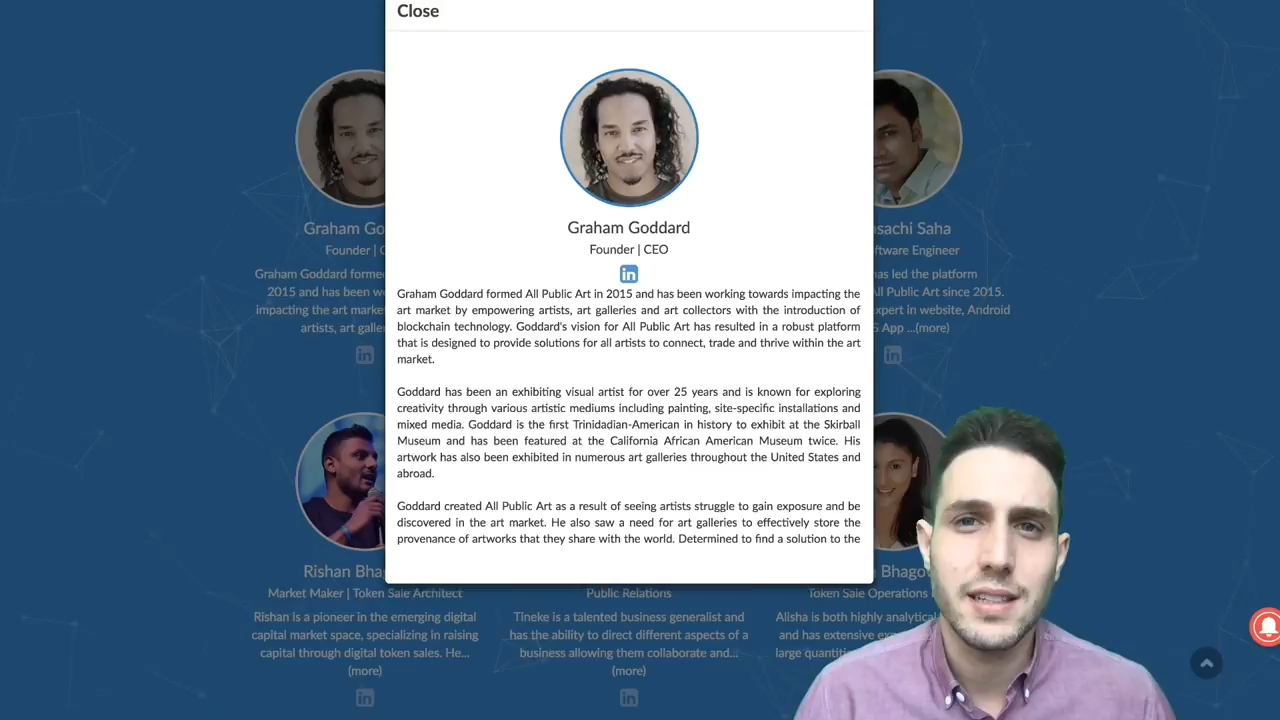 Close
Graham Goddard
Founder | CEO
in
Graham Goddard formed All Public Art in 2015 and has been working towards impacting the
art market by empowering artists, art galleries and art collectors with the introduction of
blockchain technology. Goddard's vision for All Public Art has resulted in a robust platform
that is designed to provide solutions for all artists to connect, trade and thrive within the art
market.
Goddard has been an exhibiting visual artist for over 25 years and is known for exploring
creativity through various artistic mediums including painting, site-specific installations and
mixed media. Goddard is the first Trinidadian-American in history to exhibit at the Skirball
Museum and has been featured at the California African American Museum twice. His
artwork has also been exhibited in numerous art galleries throughout the United States and
abroad.
Goddard created All Public Art as a result of seeing artists struggle to gain exposure and be
discovered in the art market. He also saw a need for art galleries to effectively store the
provenance of artworks that they share with the world. Determined to find a solution to the
Graham Go
Founder |
Graham Goddard forme
2015 and has been w
impacting the art marke
artists, art galler
in
sachi Saha
ftware Engineer
has led the platform
All Public Art since 2015.
xpert in website, Android
S App ...(more)
in
Rishan Bha
Market Maker | Token Sale Architect
Rishan is a pioneer in the emerging digital
capital market space, specializing in raising
capital through digital token sales. He...
(more)
in
Public Relations
Tineke is a talented business generalist and
has the ability to direct different aspects of a
business allowing them collaborate and...
(more)
in
Bhago
Token Sale Operations
Alisha is both highly analytical
and has extensive
large quantit